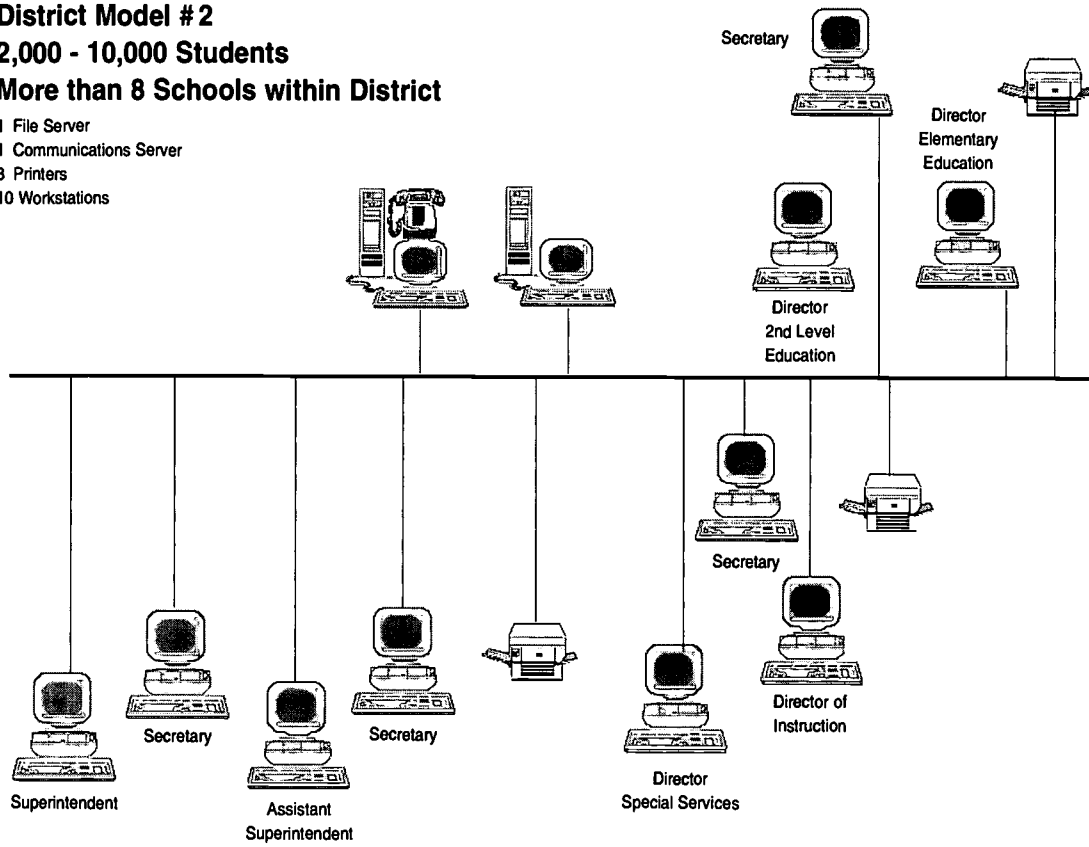 District Model # 2
2,000 - 10,000 Students
More than 8 Schools within District
1 File Server
1 Communications Server
3 Printers
10 Workstations
Secretary
Director
Elementary
Education
Director
2nd Level
Education
Secretary
Director of
Instruction
Secretary
Secretary
Superintendent
Assistant
Superintendent
Director
Special Services